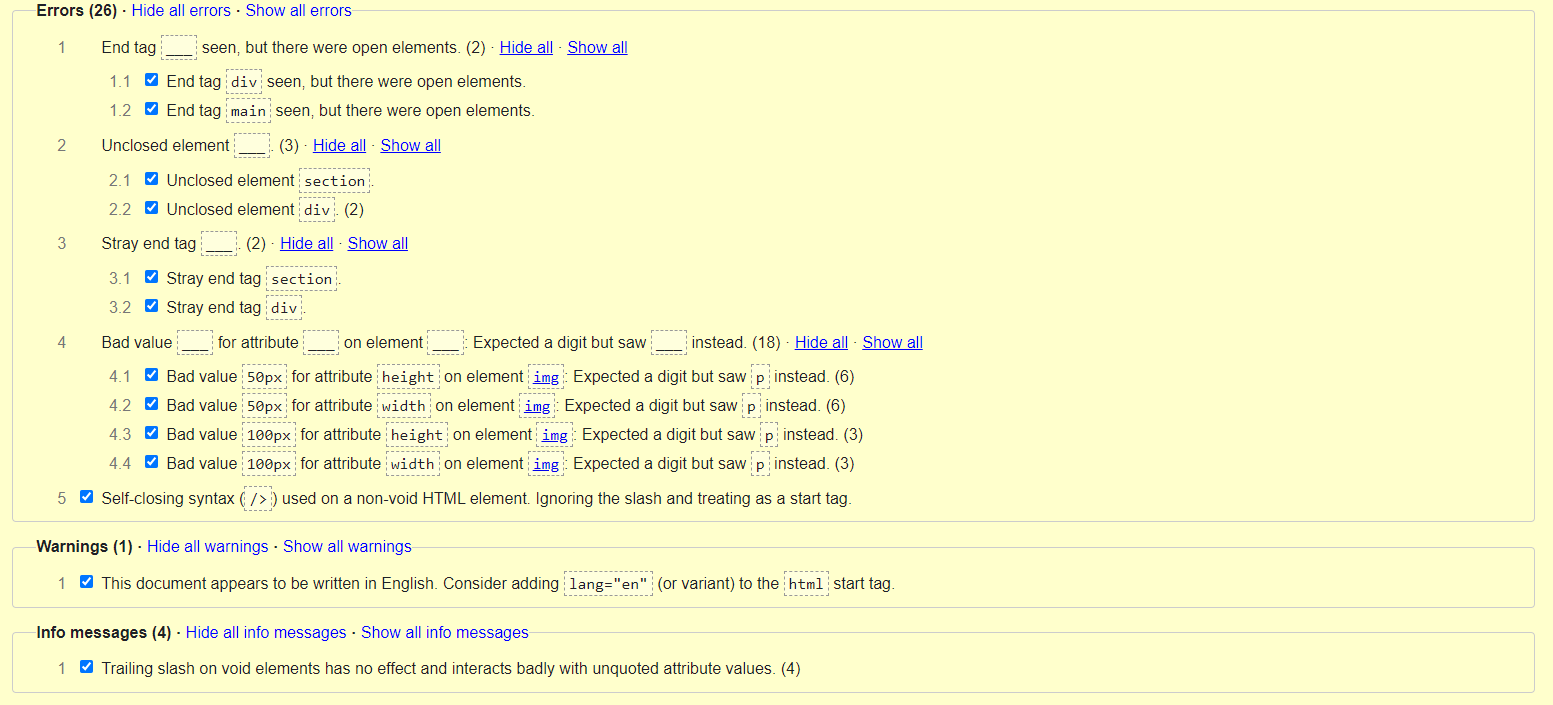 Errors (26) · Hide all errors · Show all errors
1 End tag ___ seen, but there were open elements. (2) · Hide all · Show all
1.1 End tag div seen, but there were open elements.
1.2 End tag main seen, but there were open elements.
2 Unclosed element ___. (3) · Hide all · Show all
2.1 Unclosed element section.
2.2 Unclosed element div. (2)
3 Stray end tag ___. (2) · Hide all · Show all
3.1 Stray end tag section.
3.2 Stray end tag div.
4 Bad value ___ for attribute ___ on element ___: Expected a digit but saw ___ instead. (18) · Hide all · Show all
4.1 Bad value 50px for attribute height on element img: Expected a digit but saw p instead. (6)
4.2 Bad value 50px for attribute width on element img: Expected a digit but saw p instead. (6)
4.3 Bad value 100px for attribute height on element img: Expected a digit but saw p instead. (3)
4.4 Bad value 100px for attribute width on element img: Expected a digit but saw p instead. (3)
5 Self-closing syntax (/>) used on a non-void HTML element. Ignoring the slash and treating as a start tag.
Warnings (1) · Hide all warnings · Show all warnings
1 This document appears to be written in English. Consider adding lang="en" (or variant) to the html start tag.
Info messages (4) · Hide all info messages · Show all info messages
1 Trailing slash on void elements has no effect and interacts badly with unquoted attribute values. (4)